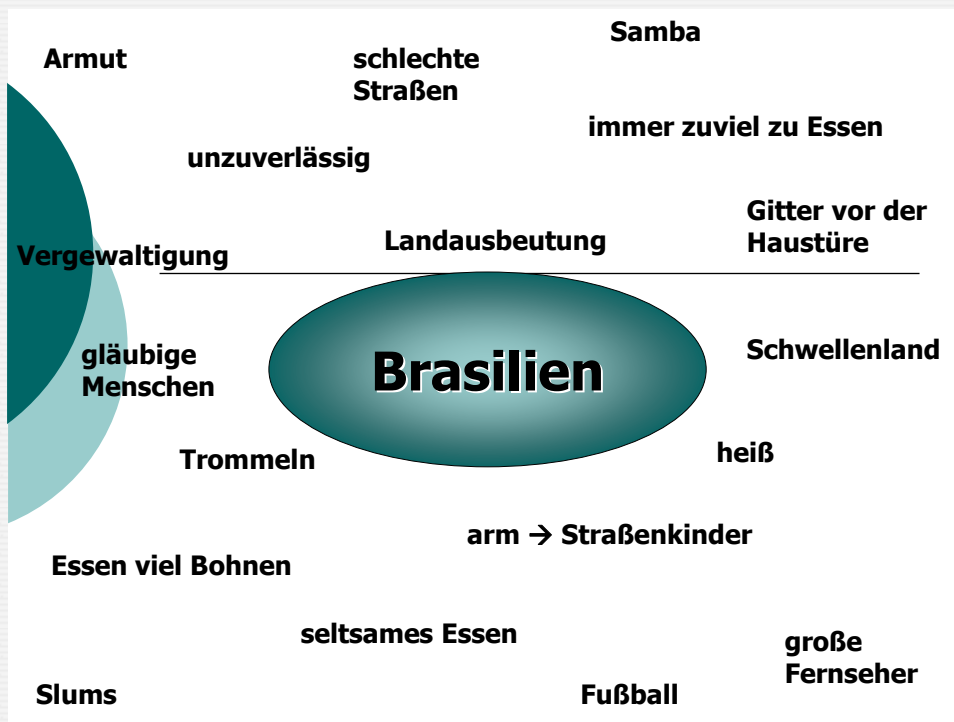 Samba
Armut
schlechte
Straßen
immer zuviel zu Essen
unzuverlässig
Gitter vor der
Haustüre
Landausbeutung
Vergewaltigung
Schwellenland
gläubige
Menschen
Brasilien
heiß
Trommeln
arm → Straßenkinder
Essen viel Bohnen
seltsames Essen
große
Fernseher
Slums
Fußball